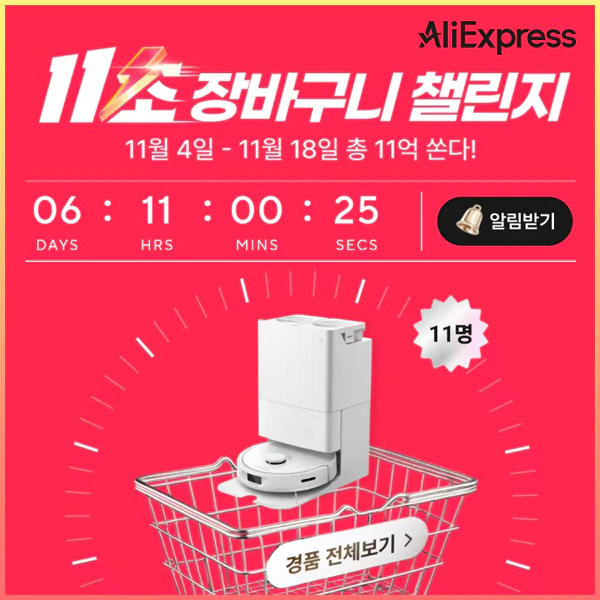 AliExpress
11초 장바구니 챌린지
11월 4일 - 11월 18일 총 11억 쏜다!
06 : 11 : 00 : 25
DAYS HRS MINS SECS
알림받기
11명
경품 전체보기 >